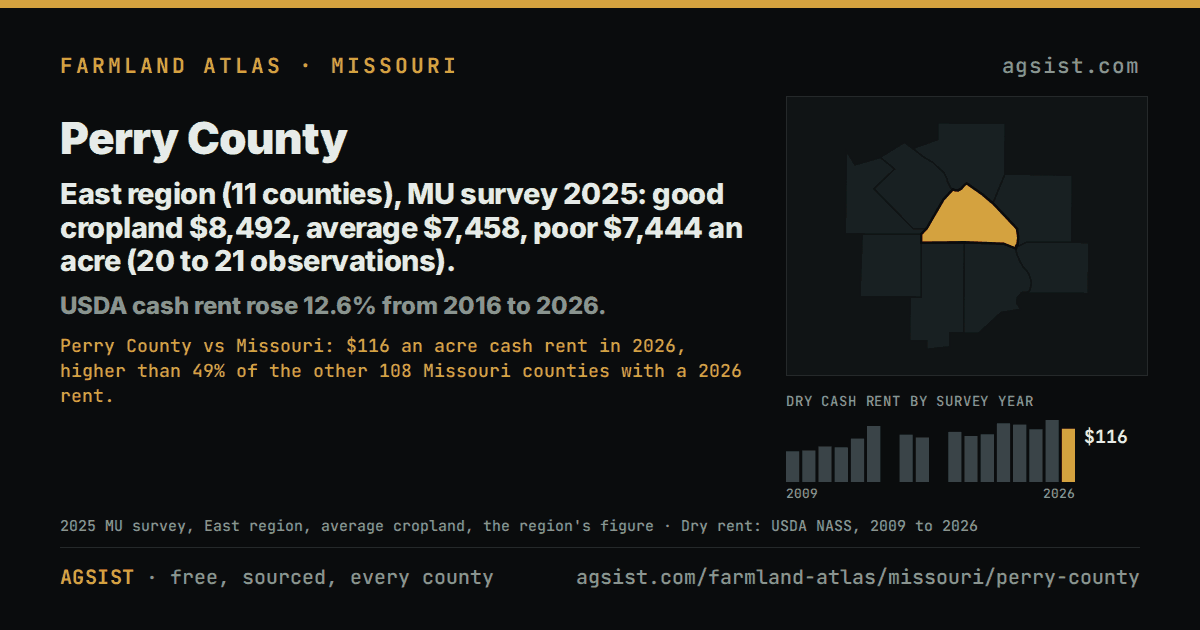 FARMLAND ATLAS · MISSOURI
agsist.com
Perry County
East region (11 counties), MU survey 2025: good
cropland $8,492, average $7,458, poor $7,444 an
acre (20 to 21 observations).
USDA cash rent rose 12.6% from 2016 to 2026.
Perry County vs Missouri: $116 an acre cash rent in 2026,
higher than 49% of the other 108 Missouri counties with a 2026
rent.
DRY CASH RENT BY SURVEY YEAR
$116
2009
2026
2025 MU survey, East region, average cropland, the region's figure · Dry rent: USDA NASS, 2009 to 2026
AGSIST · free, sourced, every county
agsist.com/farmland-atlas/missouri/perry-county